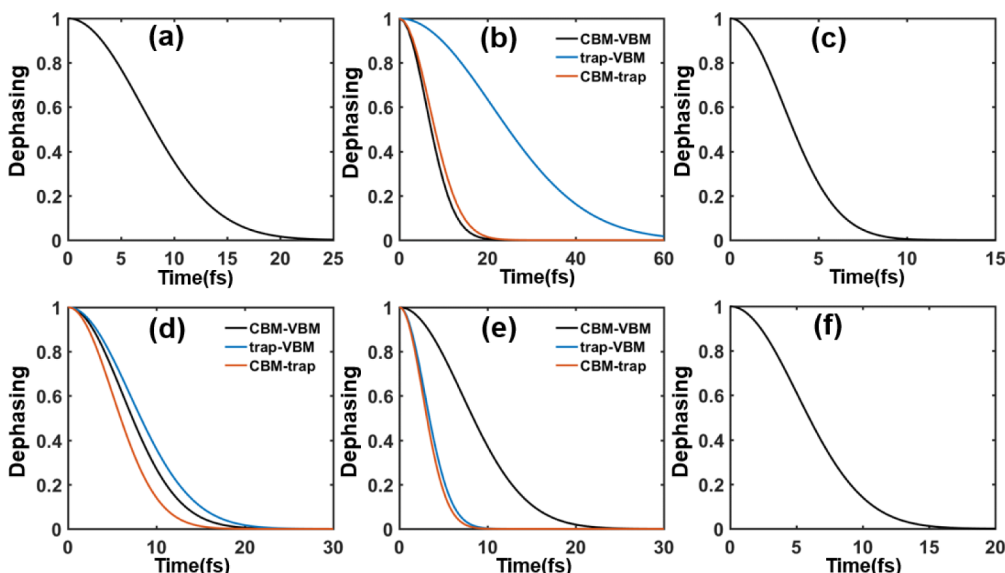 (a)
Dephasing
1
0.8
0.6
0.4
0.2
0
0 5 10 15 20 25
Time(fs)
(b)
CBM-VBM
trap-VBM
CBM-trap
Dephasing
1
0.8
0.6
0.4
0.2
0
0 20 40 60
Time(fs)
(c)
Dephasing
1
0.8
0.6
0.4
0.2
0
0 5 10 15
Time(fs)
(d)
CBM-VBM
trap-VBM
CBM-trap
Dephasing
1
0.8
0.6
0.4
0.2
0
0 10 20 30
Time(fs)
(e)
CBM-VBM
trap-VBM
CBM-trap
Dephasing
1
0.8
0.6
0.4
0.2
0
0 10 20 30
Time(fs)
(f)
Dephasing
1
0.8
0.6
0.4
0.2
0
0 5 10 15 20
Time(fs)